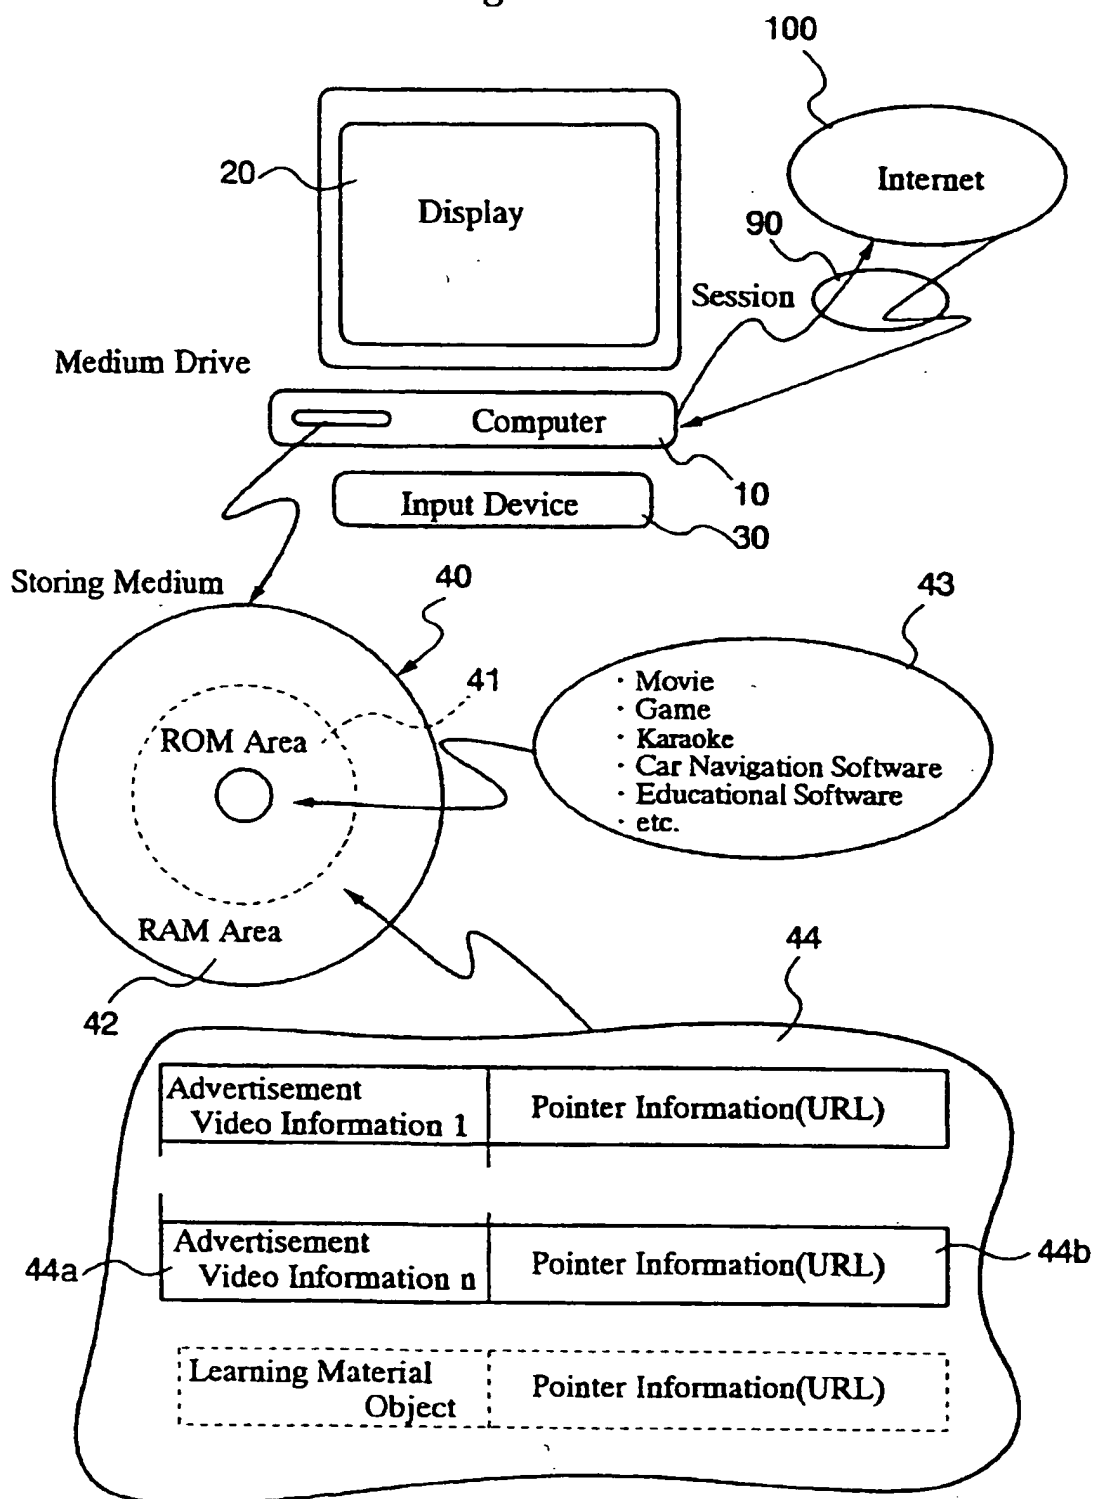 100
20
Display
Internet
90
Session
Medium Drive
Computer
10
Input Device
30
Storing Medium
40
43
41
ROM Area
· Movie
· Game
· Karaoke
· Car Navigation Software
· Educational Software
· etc.
RAM Area
42
44
Advertisement
Video Information 1
Pointer Information(URL)
Advertisement
Video Information n
Pointer Information(URL)
44a
44b
Learning Material
Object
Pointer Information(URL)